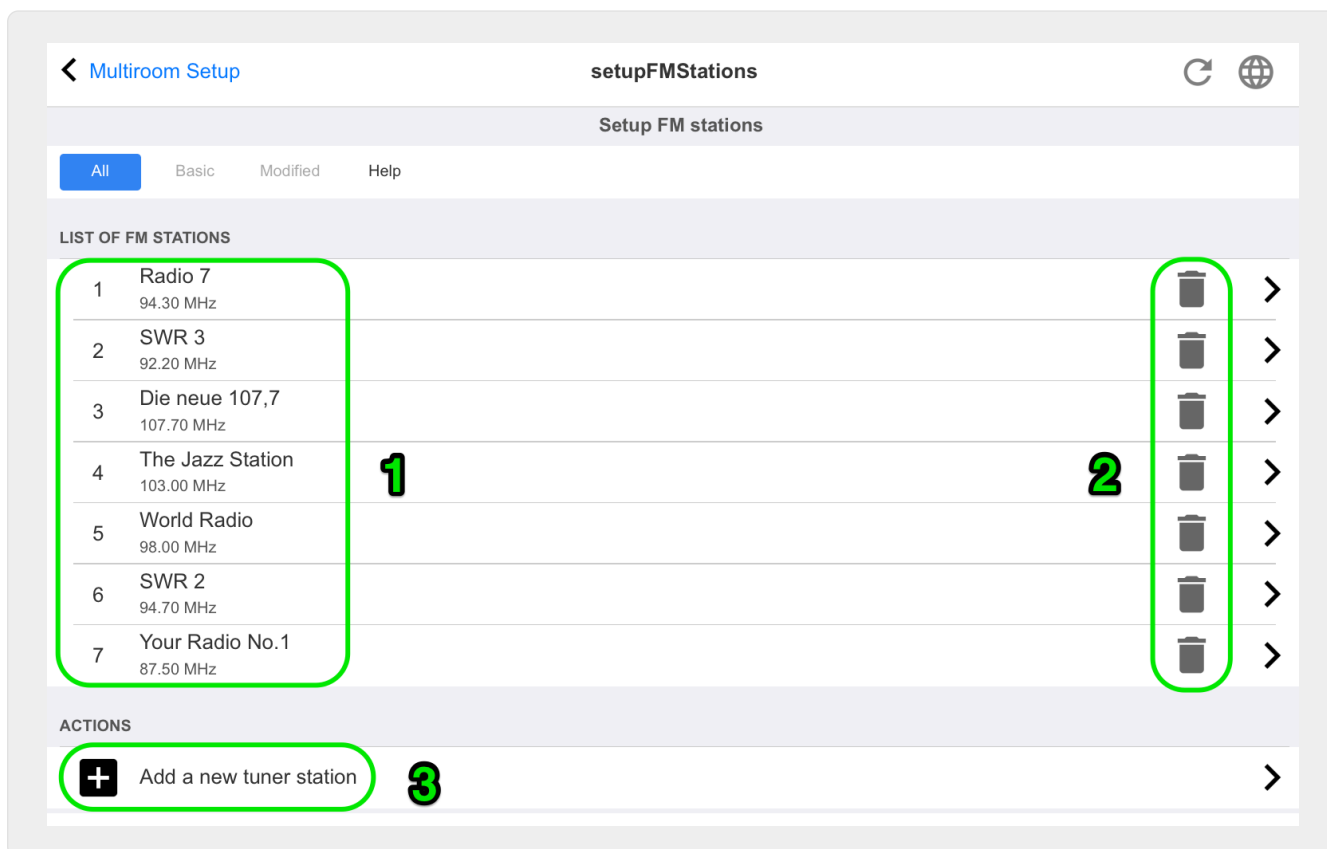 Multiroom Setup
setupFMStations
Setup FM stations
All Basic Modified Help
LIST OF FM STATIONS
1 Radio 7
94.30 MHz
2 SWR 3
92.20 MHz
3 Die neue 107,7
107.70 MHz
4 The Jazz Station
103.00 MHz
1
2
5 World Radio
98.00 MHz
6 SWR 2
94.70 MHz
7 Your Radio No.1
87.50 MHz
ACTIONS
Add a new tuner station
3